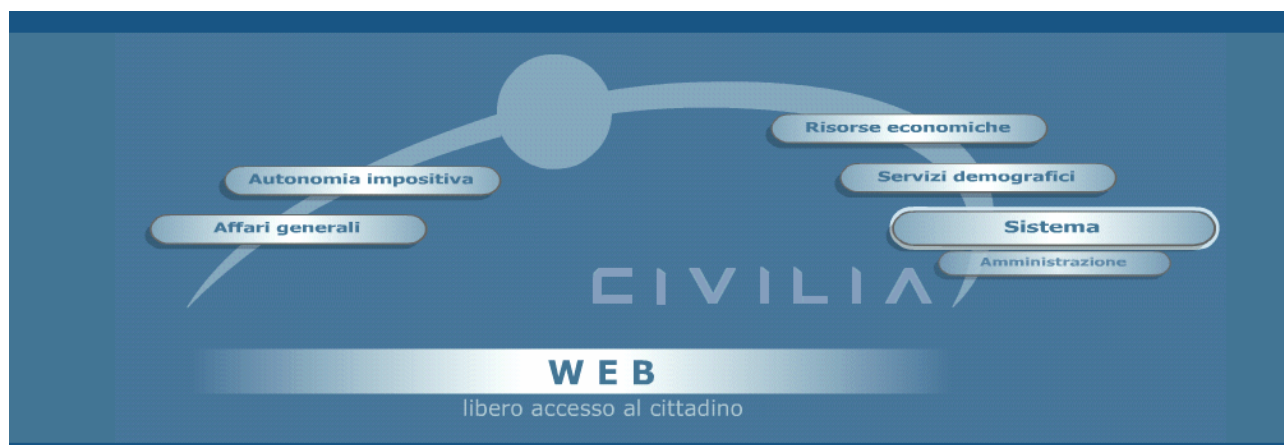 Risorse economiche
Autonomia impositiva
Servizi demografici
Affari generali
Sistema
Amministrazione
CIVILIA
WEB
libero accesso al cittadino